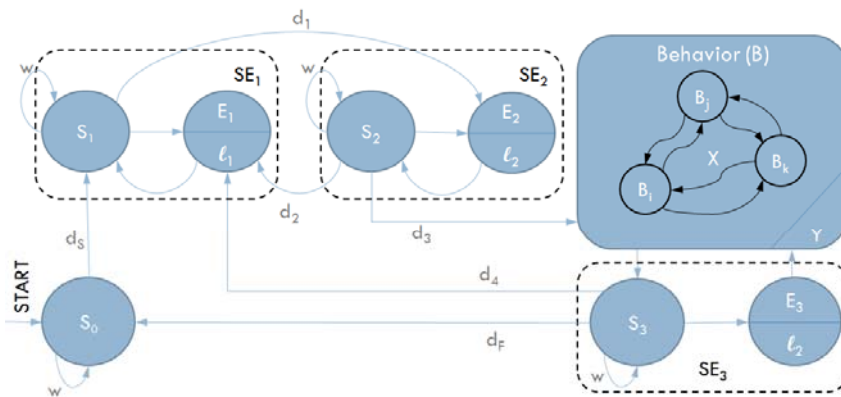 d₁
w
SE₁
w
SE₂
Behavior (B)
S₁
E₁
ℓ₁
S₂
E₂
ℓ₂
Bⱼ
X
Bₖ
Bᵢ
Y
d₂
d₃
dₛ
START
S₀
w
d₄
d_F
S₃
w
E₃
ℓ₂
SE₃